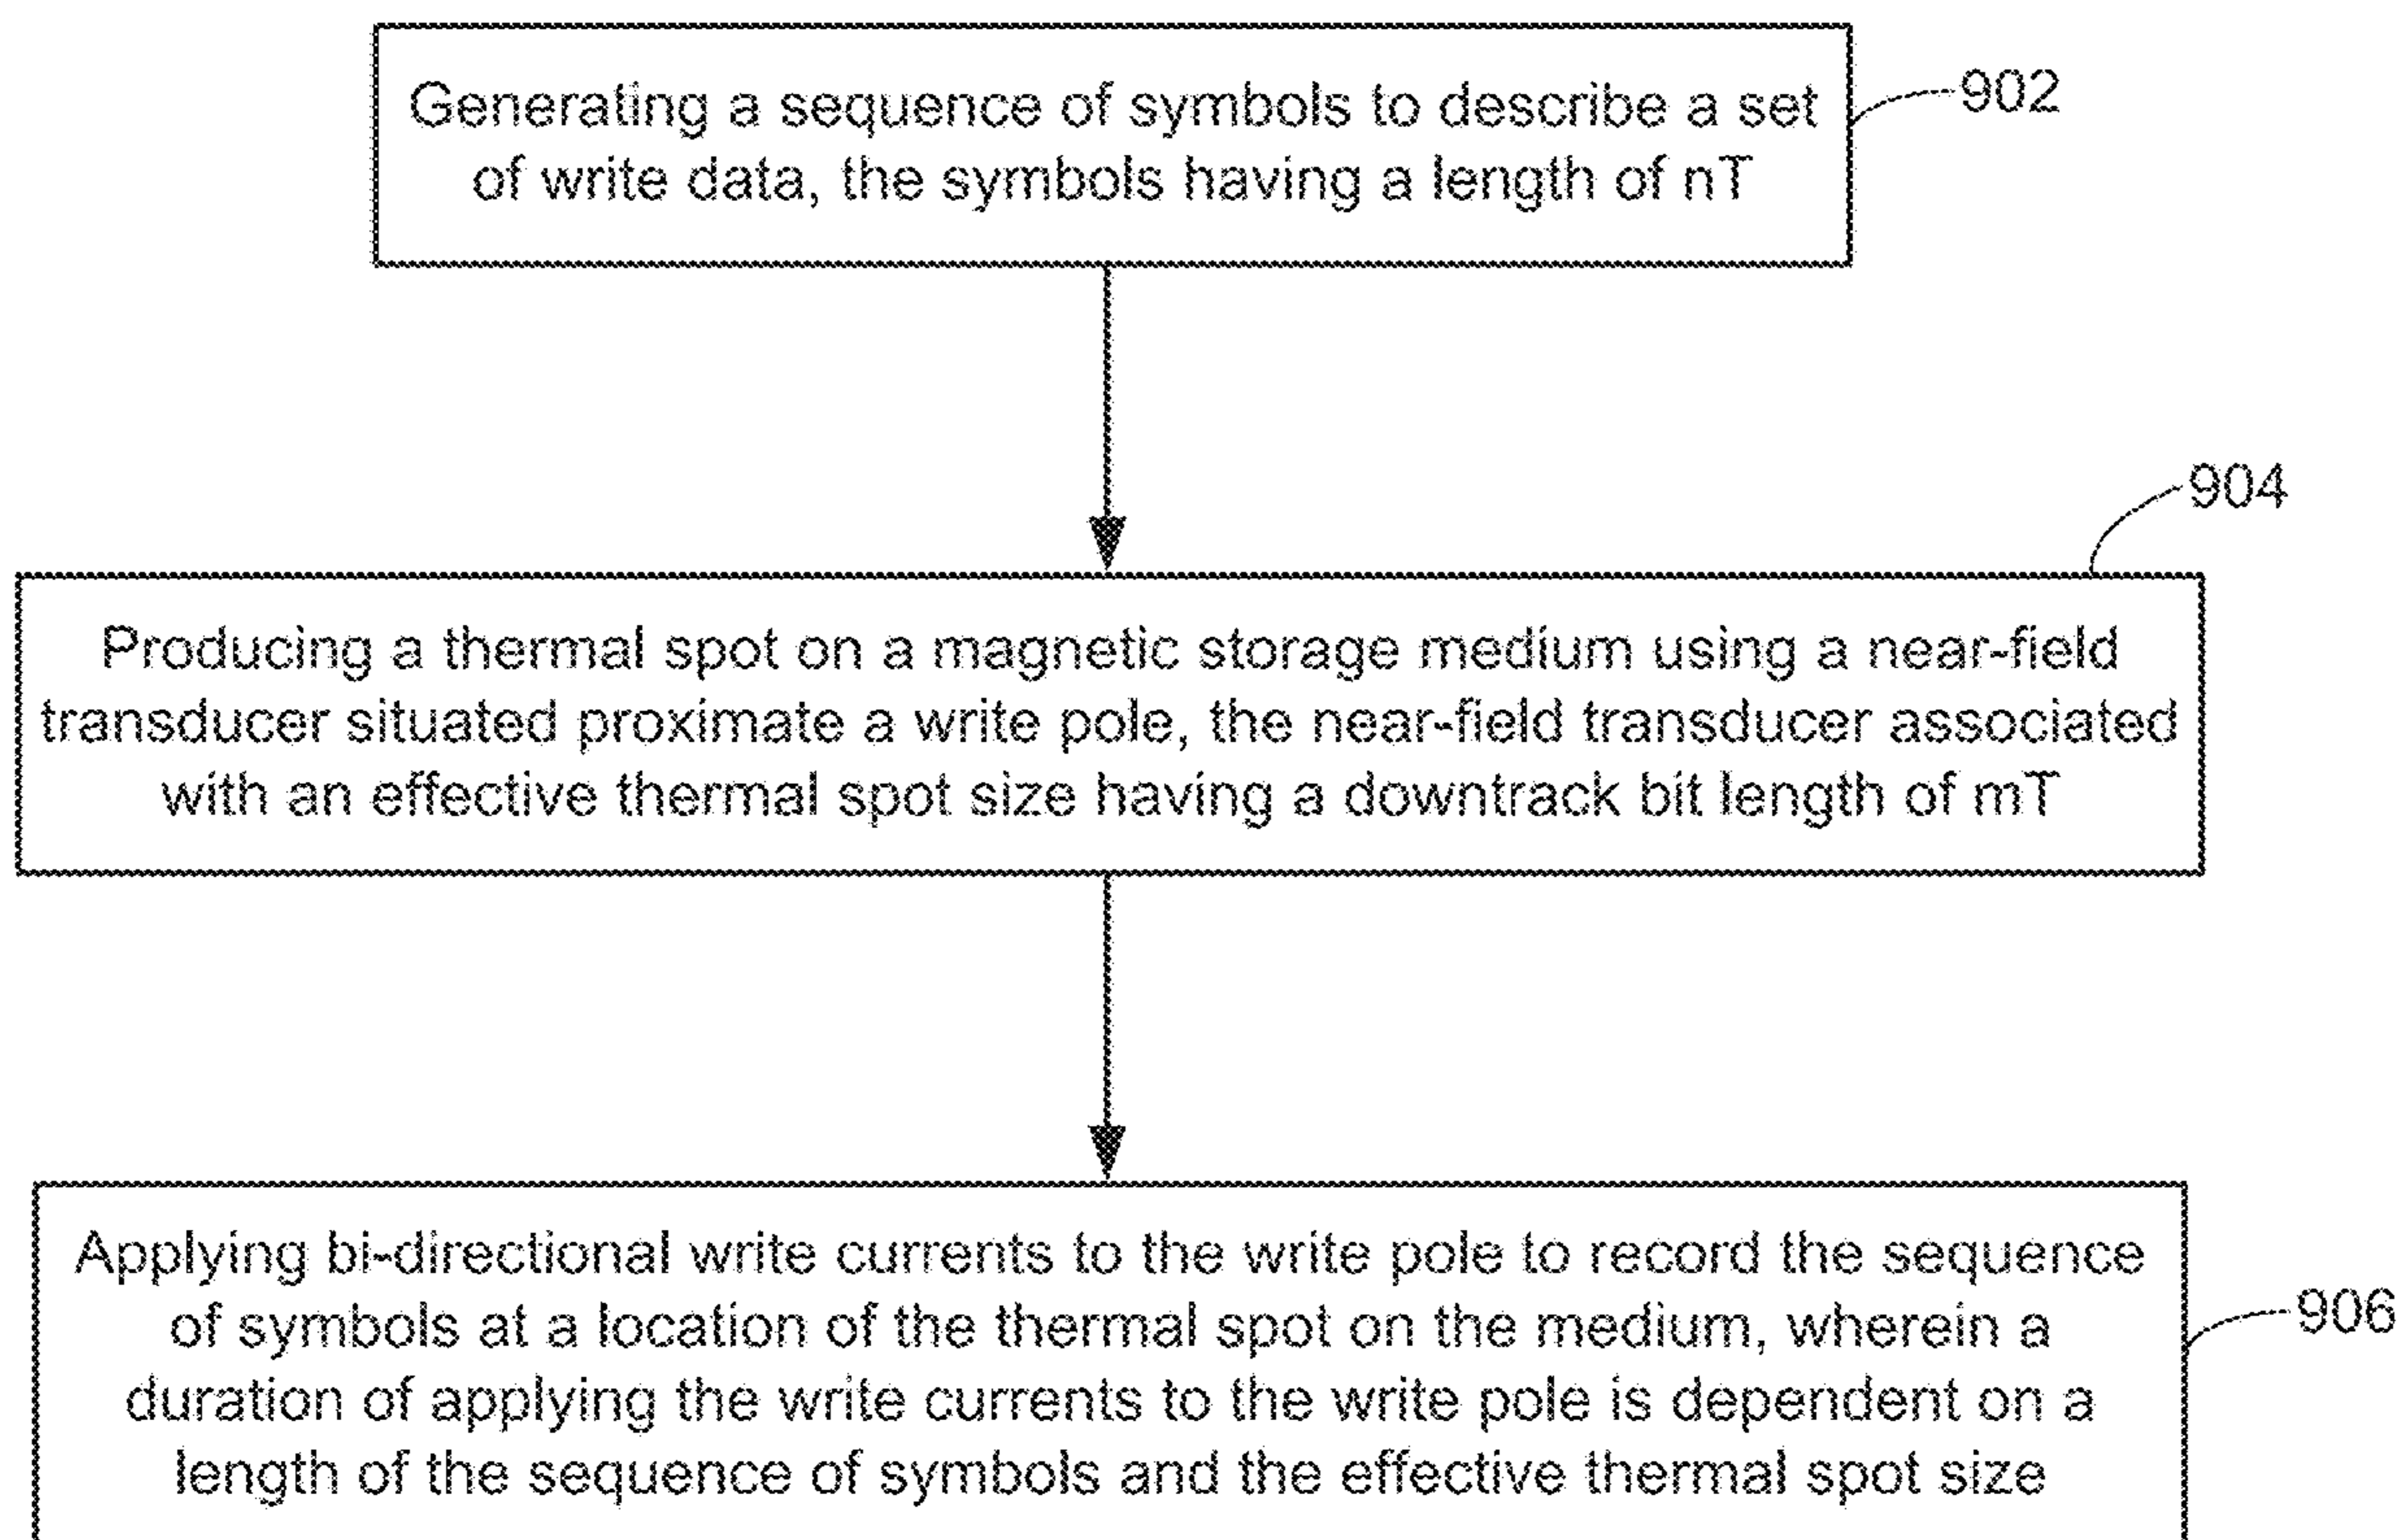 Generating a sequence of symbols to describe a set
of write data, the symbols having a length of nT
902
904
Producing a thermal spot on a magnetic storage medium using a near-field
transducer situated proximate a write pole, the near-field transducer associated
with an effective thermal spot size having a downtrack bit length of mT
Applying bi-directional write currents to the write pole to record the sequence
of symbols at a location of the thermal spot on the medium, wherein a
duration of applying the write currents to the write pole is dependent on a
length of the sequence of symbols and the effective thermal spot size
906